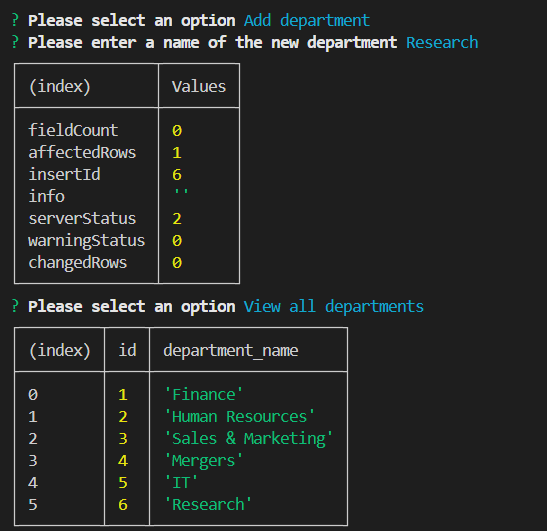 ? Please select an option Add department
? Please enter a name of the new department Research
(index) Values
fieldCount 0
affectedRows 1
insertId 6
info ''
serverStatus 2
warningStatus 0
changedRows 0
? Please select an option View all departments
(index) id department_name
0 1 'Finance'
1 2 'Human Resources'
2 3 'Sales & Marketing'
3 4 'Mergers'
4 5 'IT'
5 6 'Research'